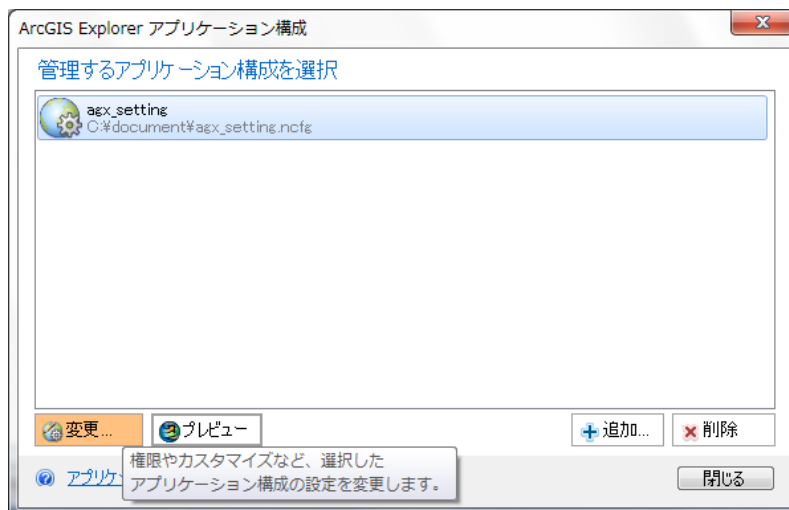 ArcGIS Explorer アプリケーション構成
管理するアプリケーション構成を選択
agx_setting
C:¥document¥agx_setting.ncfg
変更...
プレビュー
追加...
削除
権限やカスタマイズなど、選択した
アプリケーション構成の設定を変更します。
アプリケ
閉じる